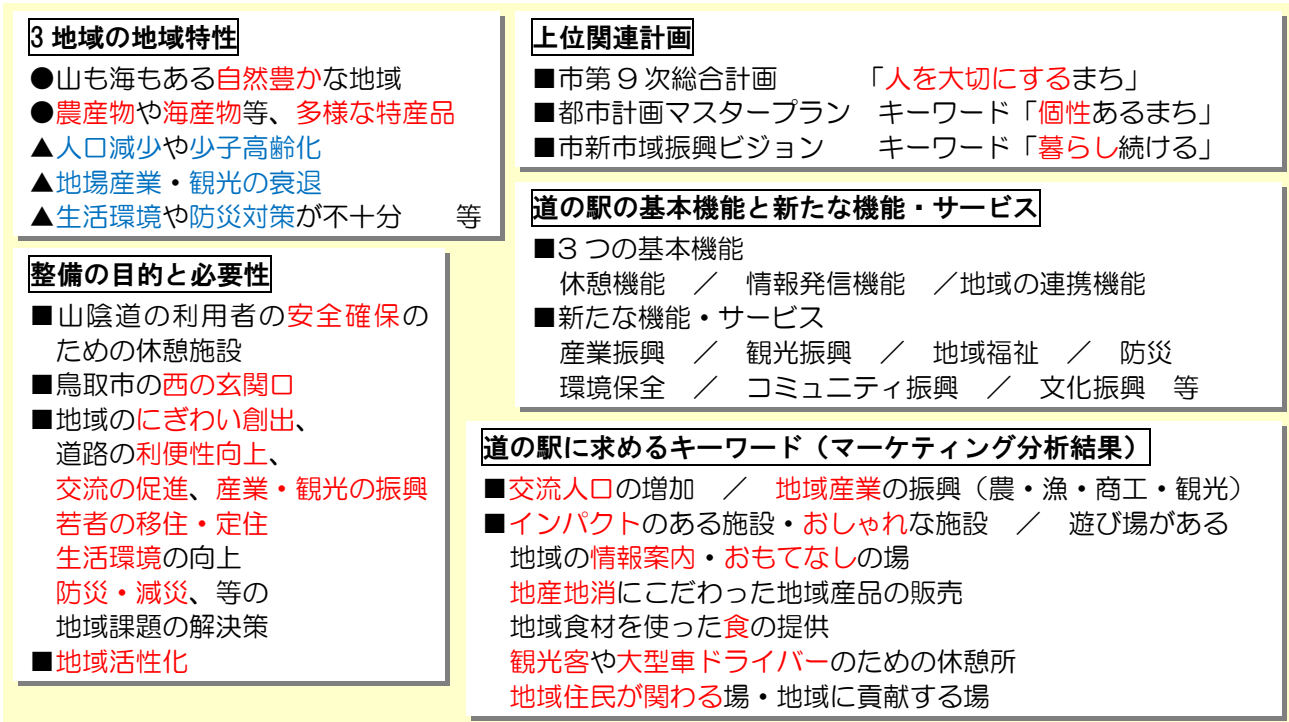 3地域の地域特性
●山も海もある自然豊かな地域
●農産物や海産物等、多様な特産品
▲人口減少や少子高齢化
▲地場産業・観光の衰退
▲生活環境や防災対策が不十分　等
整備の目的と必要性
■山陰道の利用者の安全確保の
ための休憩施設
■鳥取市の西の玄関口
■地域のにぎわい創出、
道路の利便性向上、
交流の促進、産業・観光の振興
若者の移住・定住
生活環境の向上
防災・減災、等の
地域課題の解決策
■地域活性化
上位関連計画
■市第9次総合計画　「人を大切にするまち」
■都市計画マスタープラン　キーワード「個性あるまち」
■市新市域振興ビジョン　キーワード「暮らし続ける」
道の駅の基本機能と新たな機能・サービス
■3つの基本機能
休憩機能　／　情報発信機能　／地域の連携機能
■新たな機能・サービス
産業振興　／　観光振興　／　地域福祉　／　防災
環境保全　／　コミュニティ振興　／　文化振興　等
道の駅に求めるキーワード（マーケティング分析結果）
■交流人口の増加　／　地域産業の振興（農・漁・商工・観光）
■インパクトのある施設・おしゃれな施設　／　遊び場がある
地域の情報案内・おもてなしの場
地産地消にこだわった地域産品の販売
地域食材を使った食の提供
観光客や大型車ドライバーのための休憩所
地域住民が関わる場・地域に貢献する場